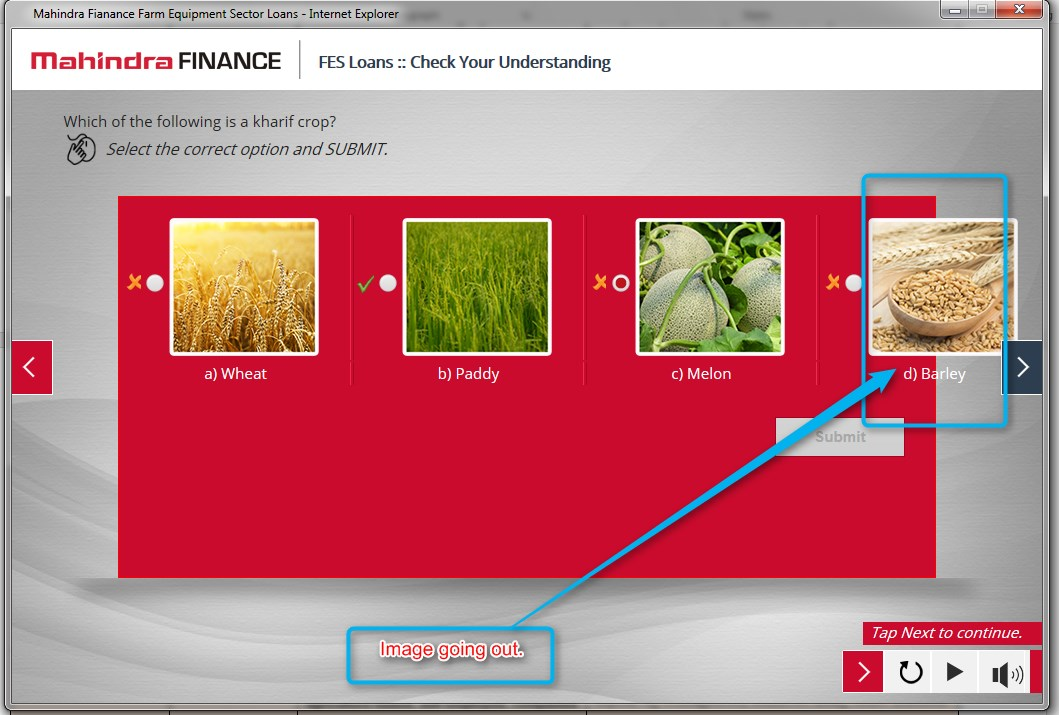 Mahindra Fianance Farm Equipment Sector Loans - Internet Explorer
Mahindra FINANCE
FES Loans :: Check Your Understanding
Which of the following is a kharif crop?
Select the correct option and SUBMIT.
a) Wheat
b) Paddy
c) Melon
d) Barley
Submit
Image going out.
Tap Next to continue.